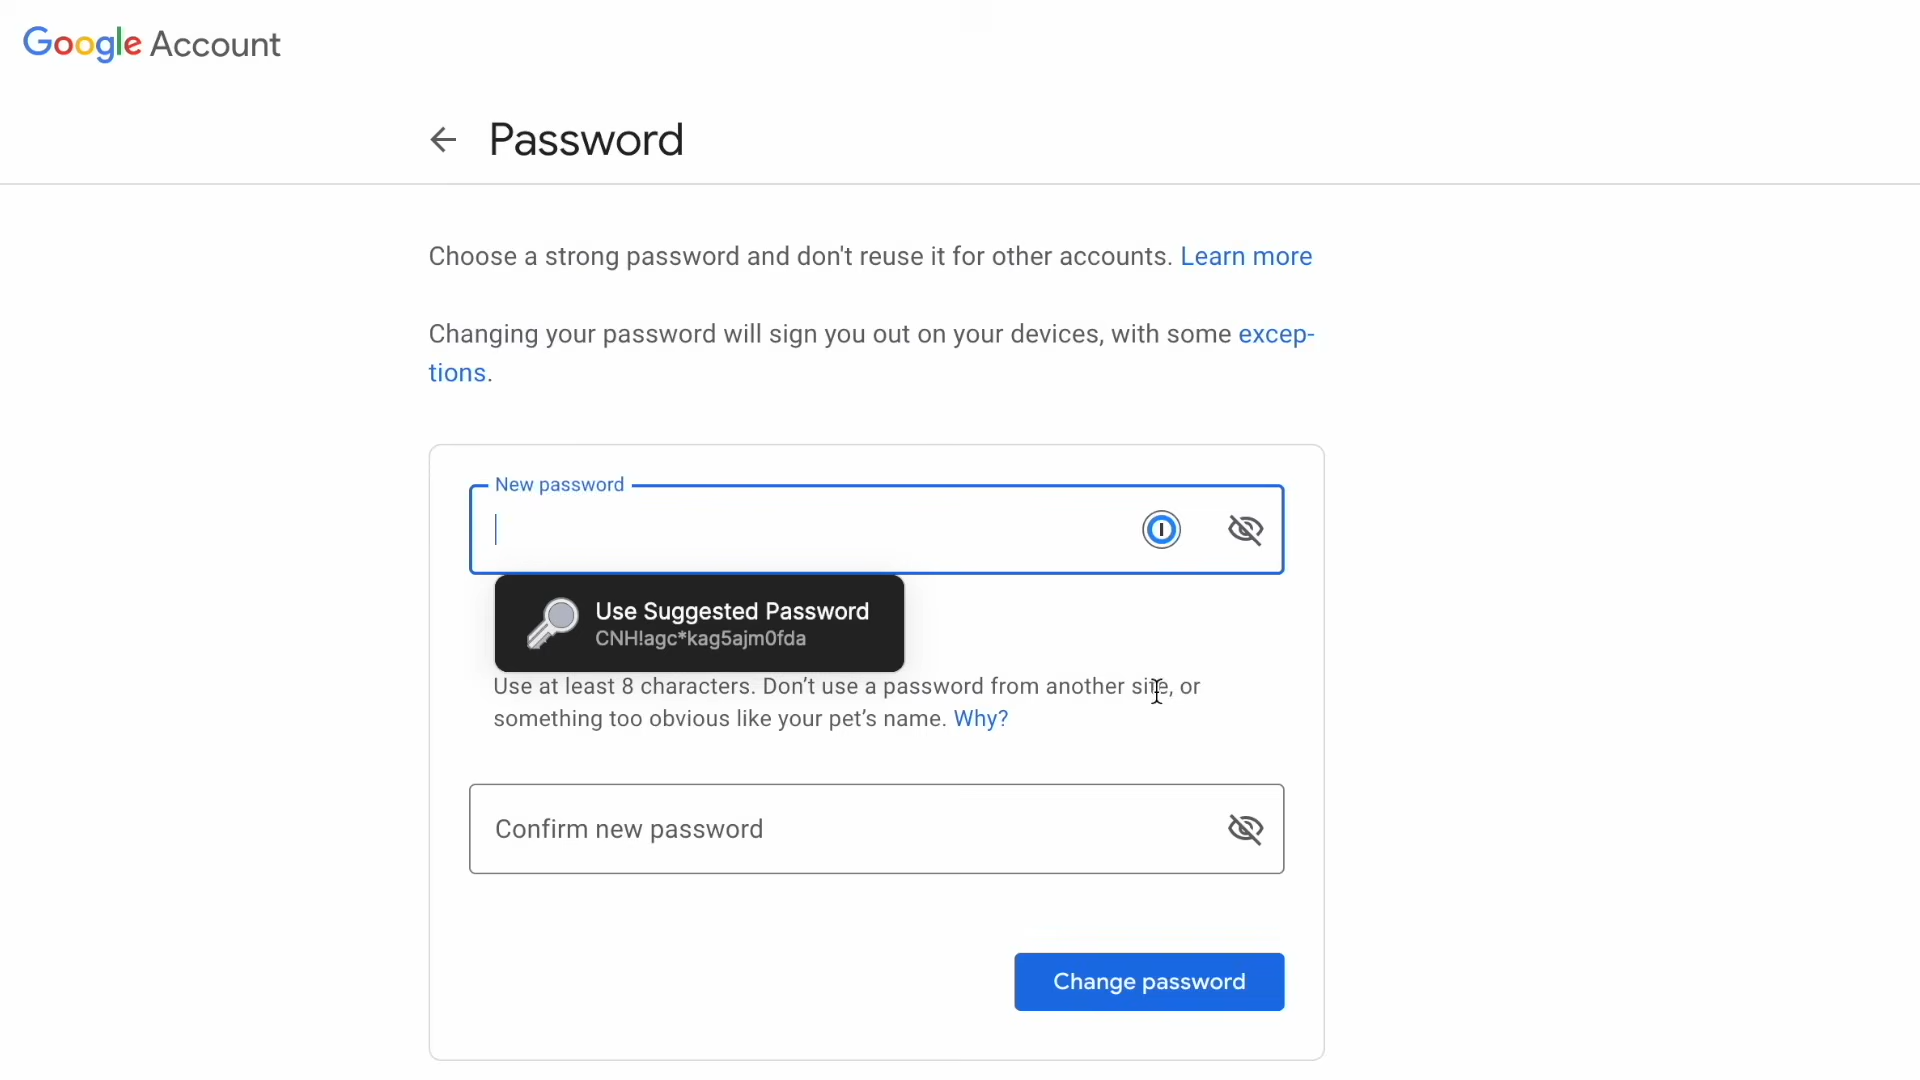 Google Account
Password
Choose a strong password and don't reuse it for other accounts. Learn more
Changing your password will sign you out on your devices, with some excep-
tions.
New password
Use Suggested Password
CNH!agc*kag5ajm0fda
Use at least 8 characters. Don’t use a password from another site, or
something too obvious like your pet’s name. Why?
Confirm new password
Change password